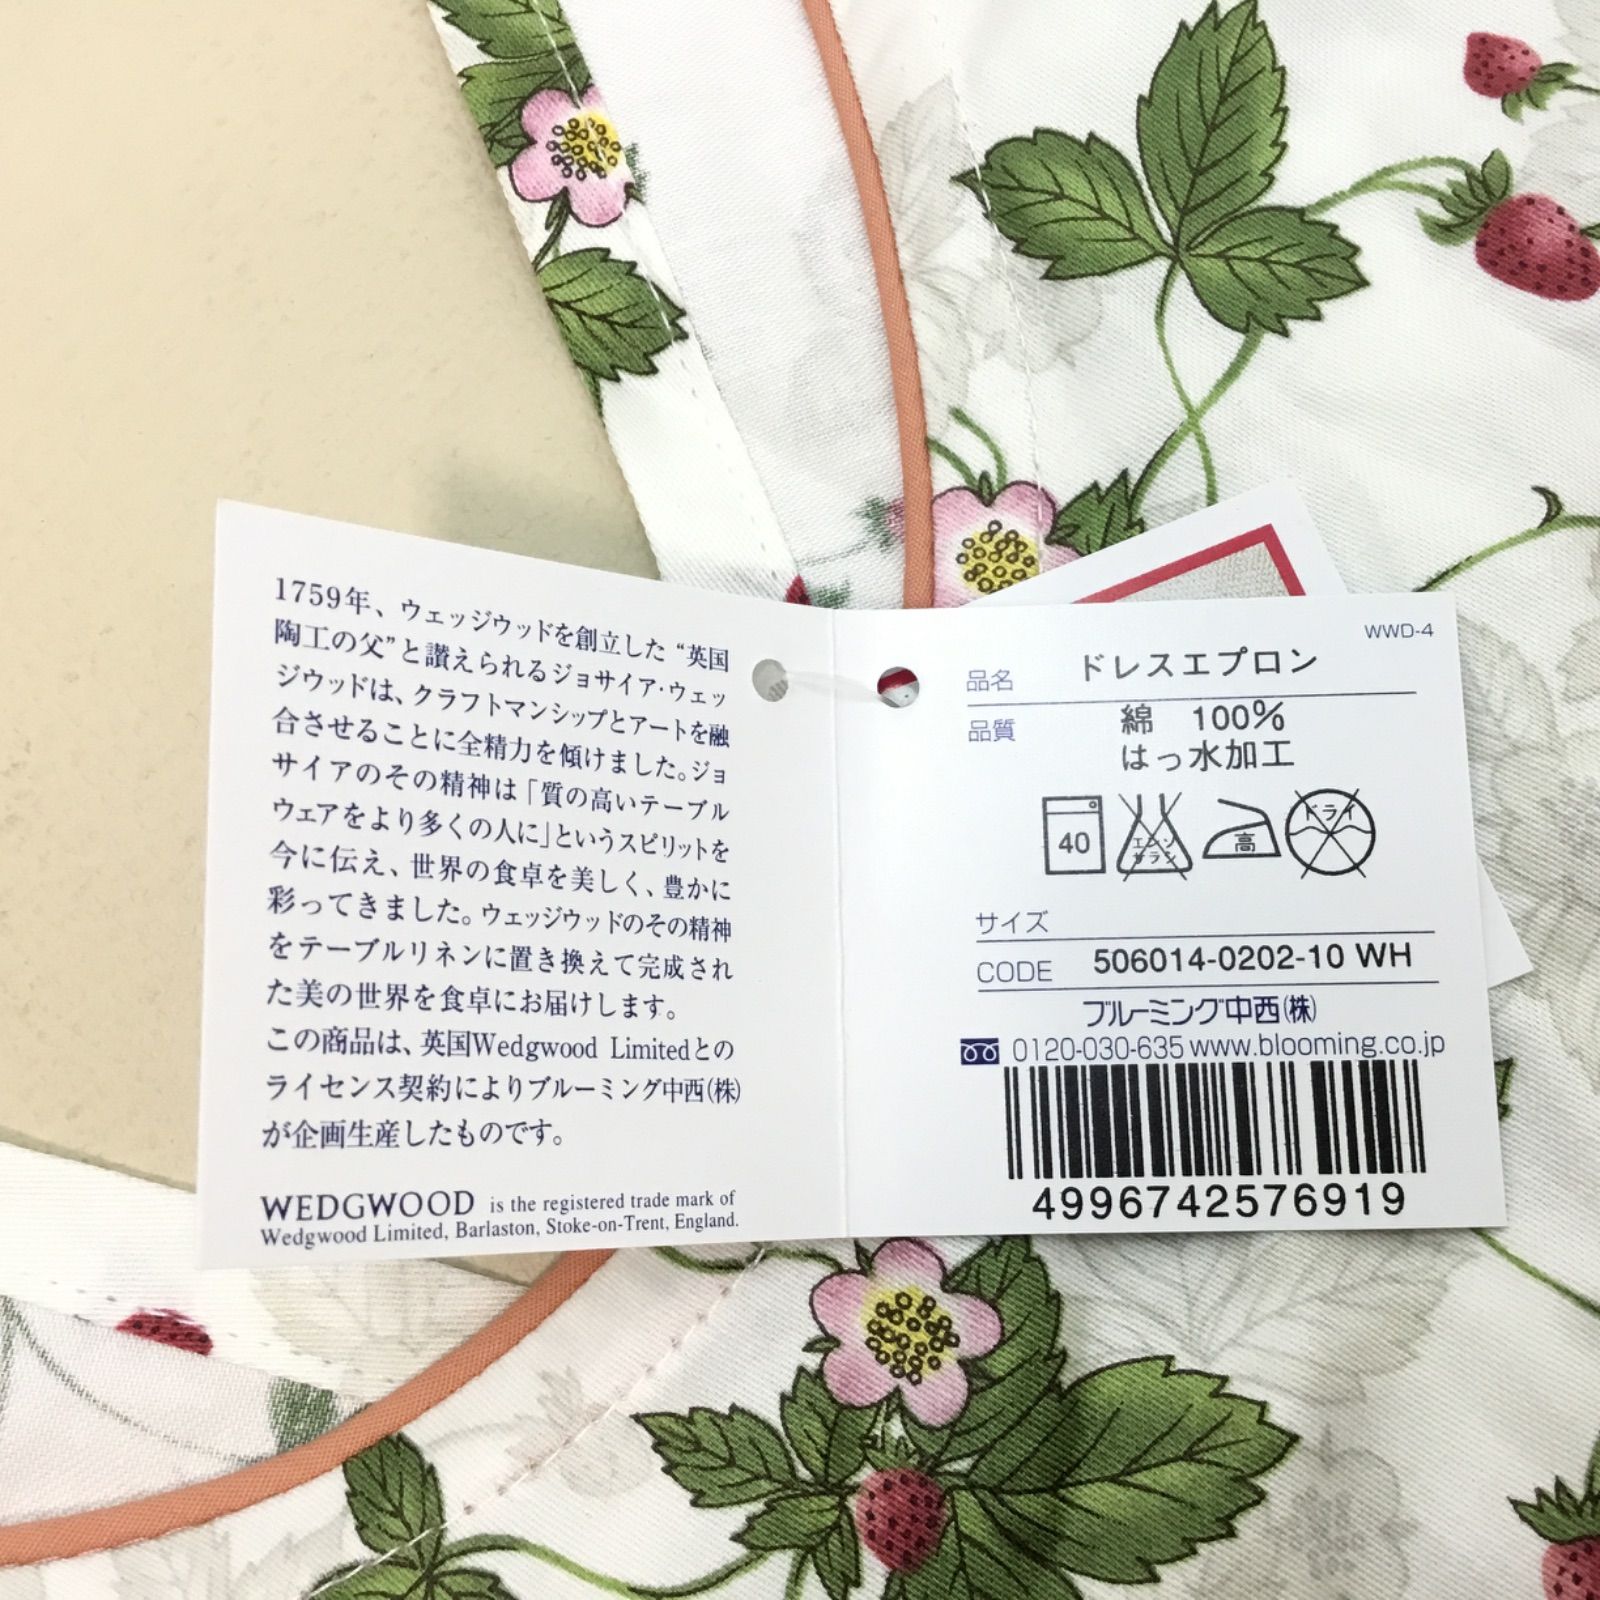 1759年、ウェッジウッドを創立した“英国
陶工の父”と讃えられるジョサイア・ウェッ
ジウッドは、クラフトマンシップとアートを融
合させることに全精力を傾けました。ジョ
サイアのその精神は「質の高いテーブル
ウェアをより多くの人に」というスピリットを
今に伝え、世界の食卓を美しく、豊かに
彩ってきました。ウェッジウッドのその精神
をテーブルリネンに置き換えて完成され
た美の世界を食卓にお届けします。
この商品は、英国Wedgwood Limitedとの
ライセンス契約によりブルーミング中西(株)
が企画生産したものです。
WEDGWOOD is the registered trade mark of
Wedgwood Limited, Barlaston, Stoke-on-Trent, England.
WWD-4
品名 ドレスエプロン
品質 綿 100%
はっ水加工
40 エンソサラシ 高 ドライ
サイズ
CODE 506014-0202-10 WH
ブルーミング中西(株)
0120-030-635 www.blooming.co.jp
4996742576919